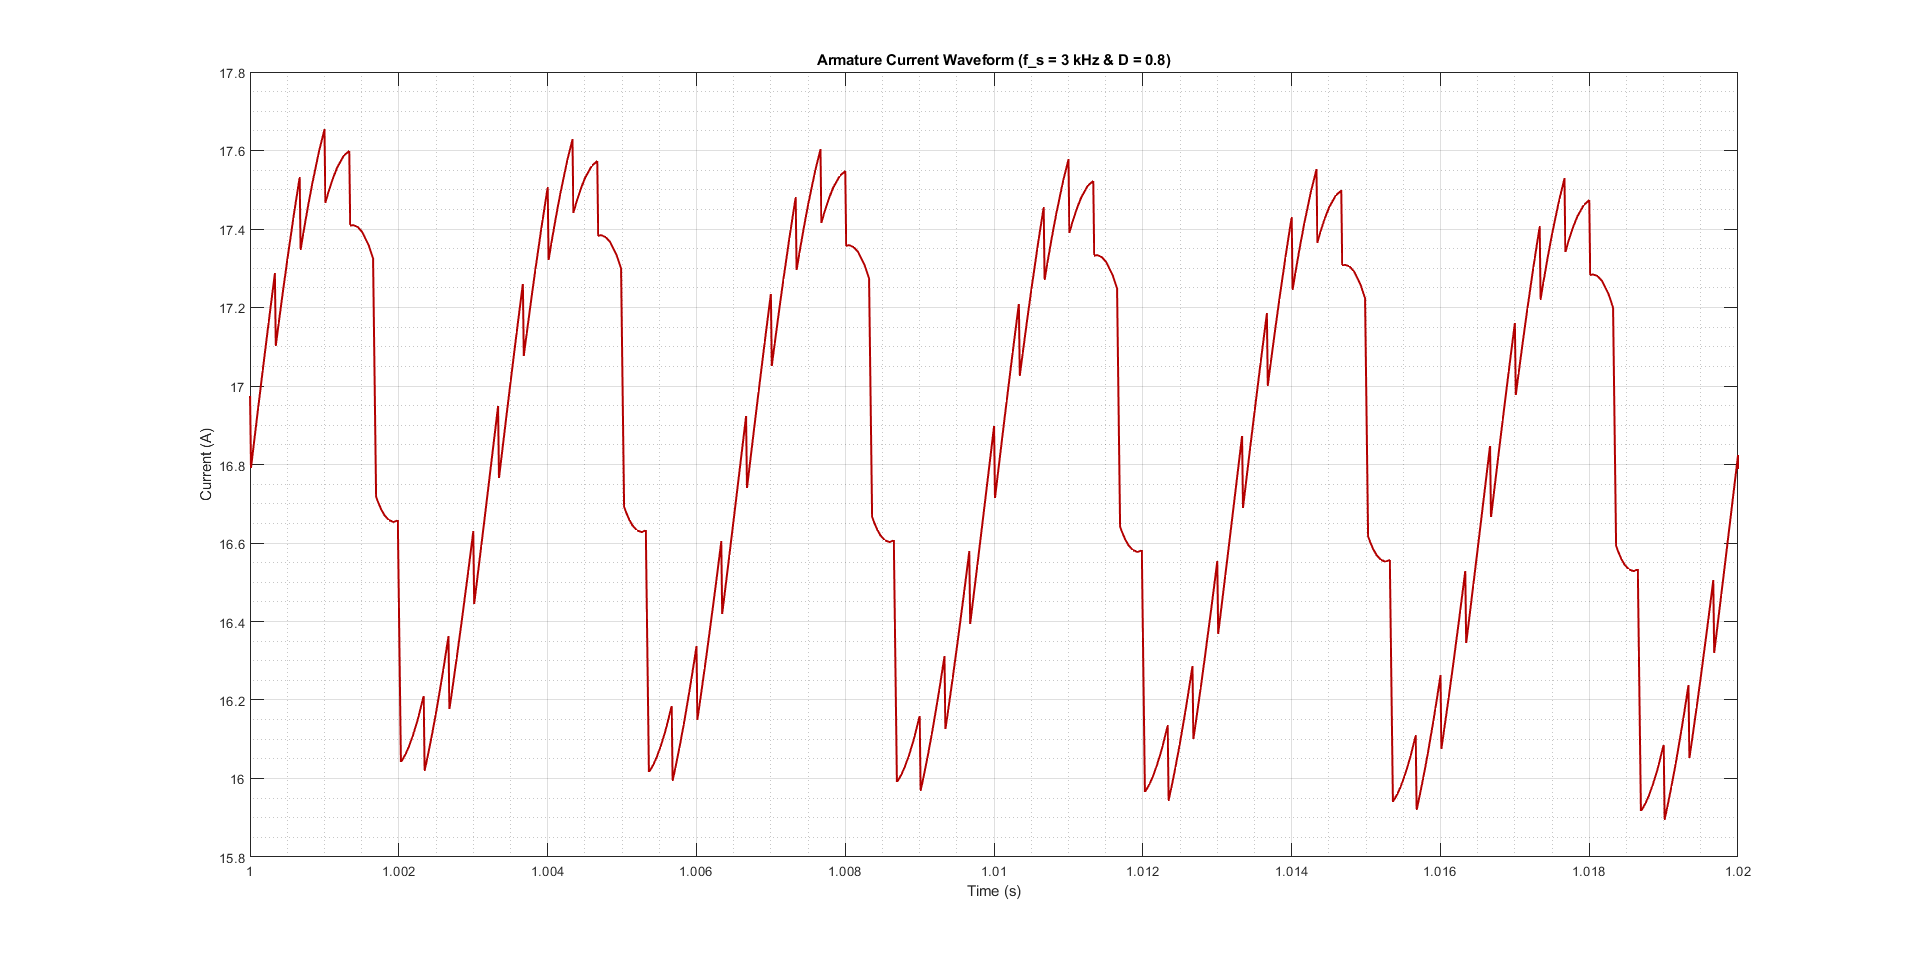 Armature Current Waveform (f_s = 3 kHz & D = 0.8)
17.8
17.6
17.4
17.2
17
16.8
16.6
16.4
16.2
16
15.8
Current (A)
1 1.002 1.004 1.006 1.008 1.01 1.012 1.014 1.016 1.018 1.02
Time (s)